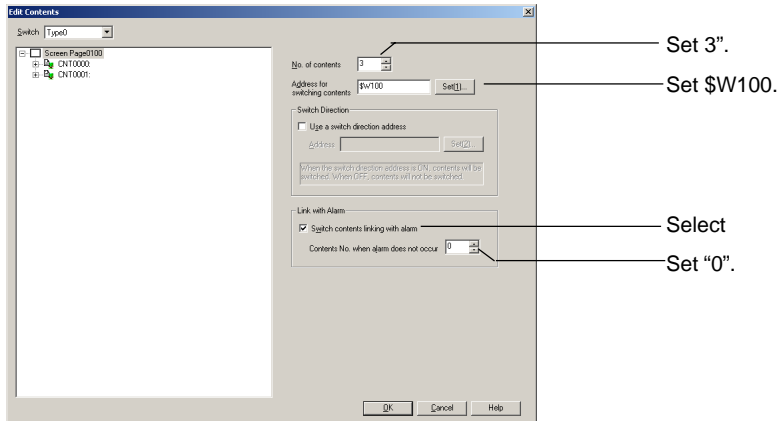 Edit Contents
Switch Type0
Screen Page0100
CNT0000:
CNT0001:
No. of contents 3
Address for
switching contents $W100 Set[1]...
Switch Direction
Use a switch direction address
Address Set[2]...
When the switch direction address is ON, contents will be
switched. When OFF, contents will not be switched.
Link with Alarm
Switch contents linking with alarm
Contents No. when alarm does not occur 0
OK Cancel Help
Set 3”.
Set $W100.
Select
Set “0”.